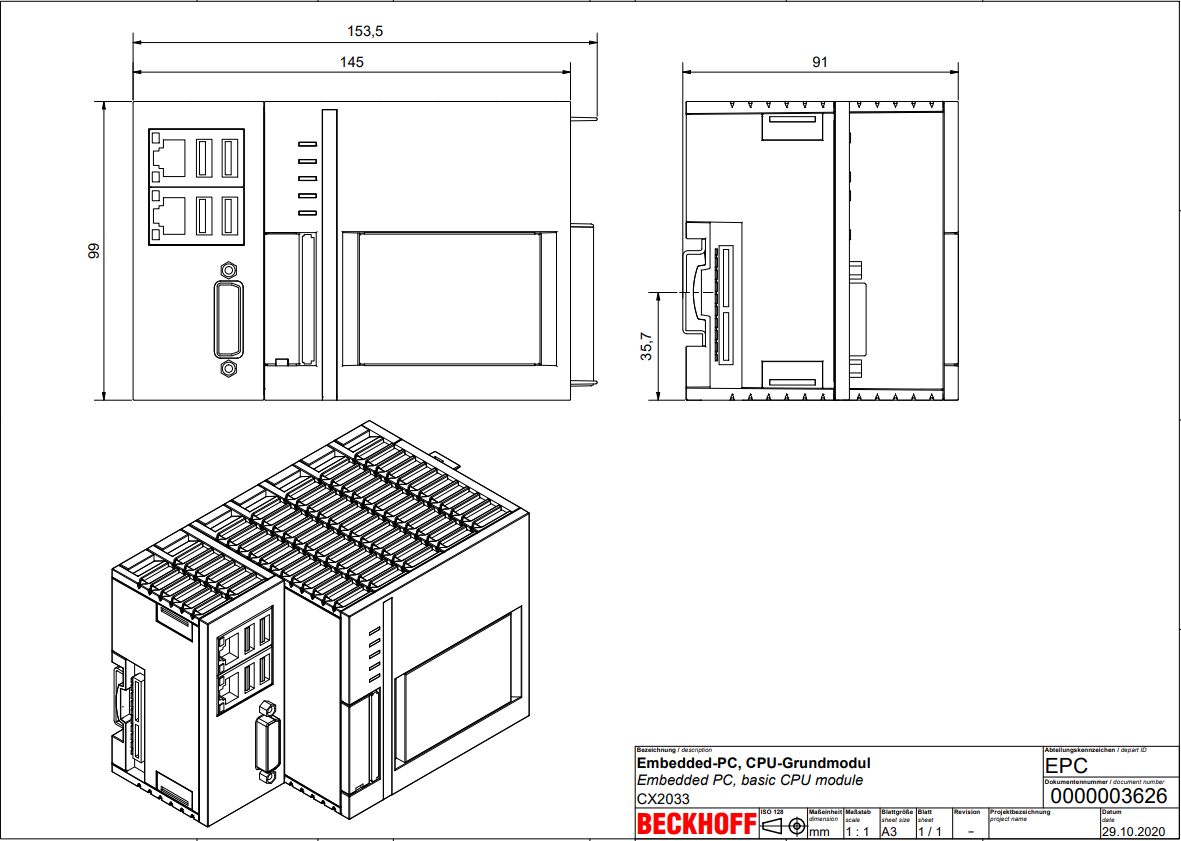 153,5
145
91
99
35,7
Bezeichnung / description
Embedded-PC, CPU-Grundmodul
Embedded PC, basic CPU module
CX2033
Abteilungskennzeichen / depart ID
EPC
Dokumentennummer / document number
0000003626
BECKHOFF
ISO 128
Maßeinheit
dimension
mm
Maßstab
scale
1 : 1
Blattgröße
sheet size
A3
Blatt
sheet
1 / 1
Revision
–
Projektbezeichnung
project name
Datum
date
29.10.2020